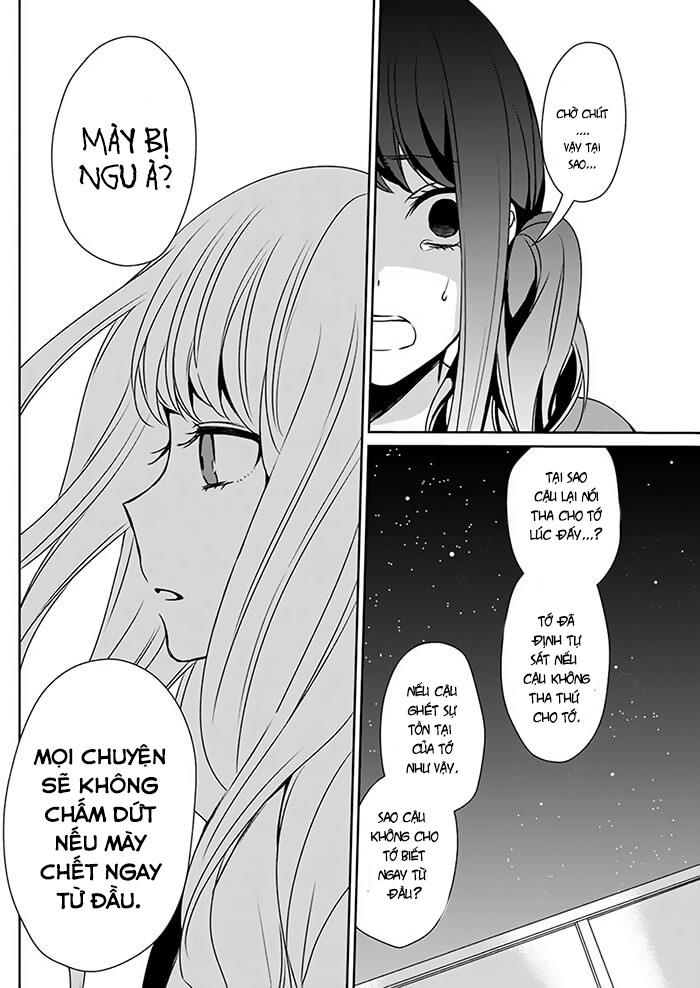 CHỜ CHÚT
....
VẬY TẠI
SAO...
TẠI SAO
CẬU LẠI NÓI
THA CHO TỚ
LÚC ĐẤY...?
TỚ ĐÃ
ĐỊNH TỰ
SÁT NẾU
CẬU KHÔNG
THA THỨ
CHO TỚ.
NẾU CẬU
GHÉT SỰ
TỒN TẠI
CỦA TỚ
NHƯ VẬY.
SAO CẬU
KHÔNG CHO
TỚ BIẾT
NGAY TỪ
ĐẦU?
MÀY BỊ
NGU À?
MỌI CHUYỆN
SẼ KHÔNG
CHẤM DỨT
NẾU MÀY
CHẾT NGAY
TỪ ĐẦU.